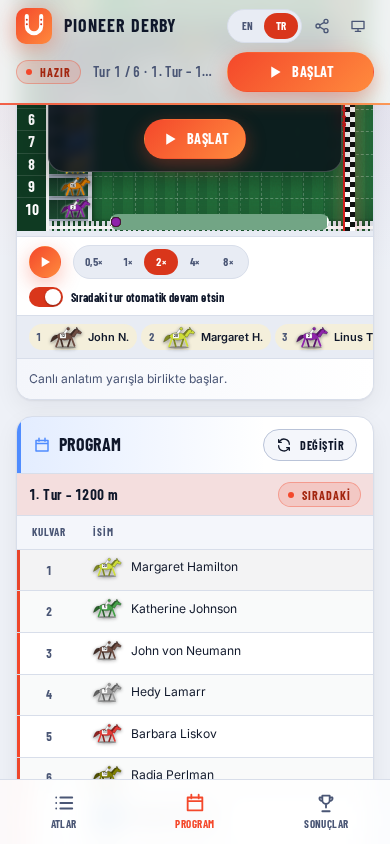 PIONEER DERBY
EN
TR
HAZIR
Tur 1 / 6 · 1. Tur – 1...
BAŞLAT
6
7
8
9
10
BAŞLAT
0,5×
1×
2×
4×
8×
Sıradaki tur otomatik devam etsin
1 John N.
2 Margaret H.
3 Linus T
Canlı anlatım yarışla birlikte başlar.
PROGRAM
DEĞİŞTİR
1. Tur – 1200 m
SIRADAKİ
KULVAR
İSİM
1 Margaret Hamilton
2 Katherine Johnson
3 John von Neumann
4 Hedy Lamarr
5 Barbara Liskov
6 Radia Perlman
ATLAR
PROGRAM
SONUÇLAR